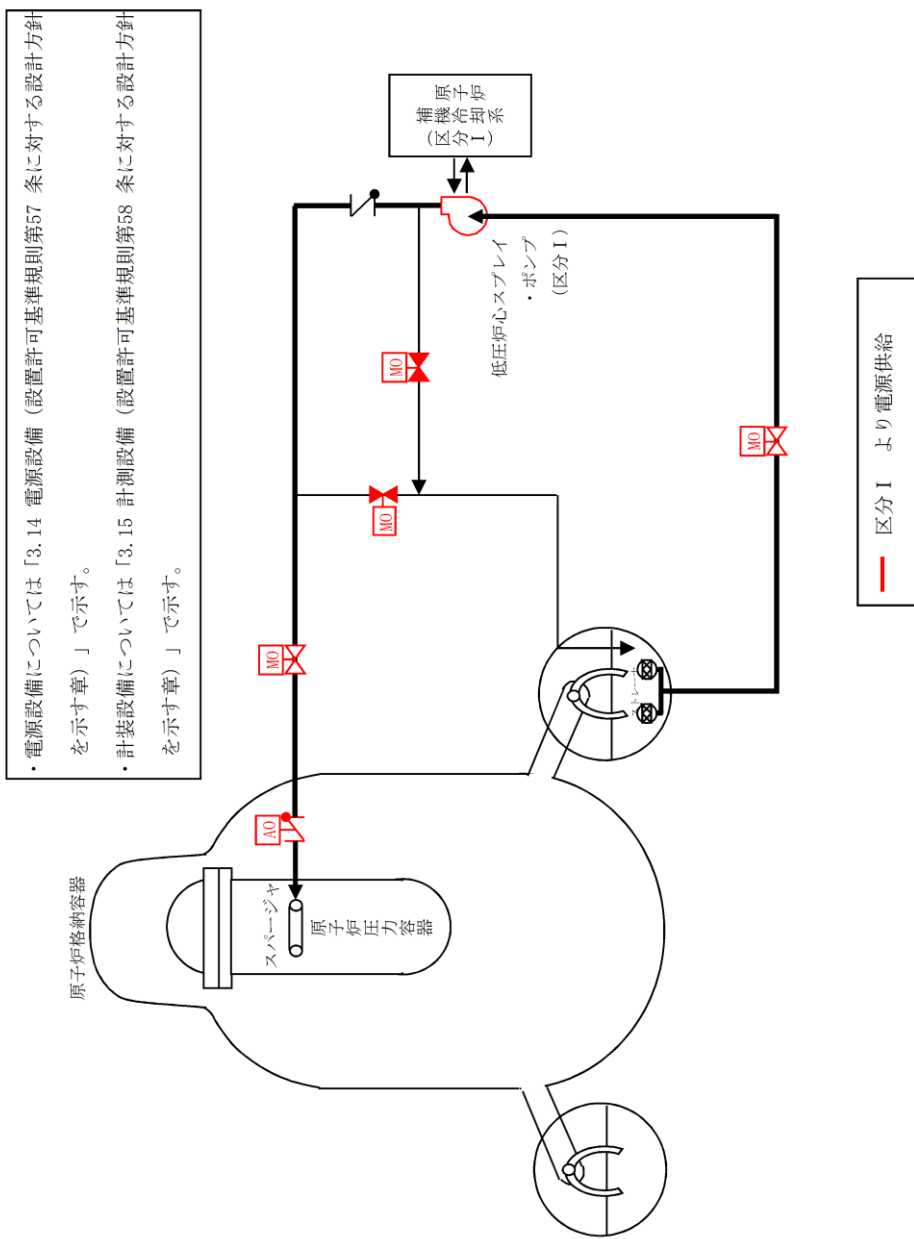 ・電源設備については「3.14 電源設備（設置許可基準規則第57 条に対する設計方針
を示す章）」で示す。
・計装設備については「3.15 計測設備（設置許可基準規則第58 条に対する設計方針
を示す章）」で示す。
原子炉格納容器
スパージャ
原子炉圧力容器
AO
MO
MO
MO
原子炉
補機冷却系
(区分Ⅰ)
低圧炉心スプレイ
・ポンプ
(区分Ⅰ)
ストレーナ
MO
区分Ⅰ より電源供給